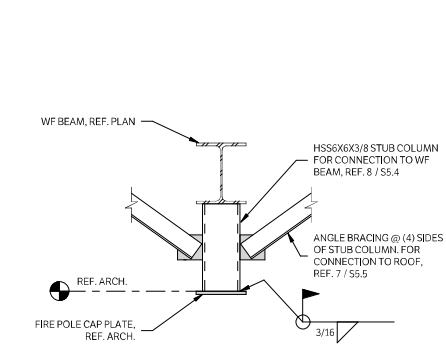 WF BEAM, REF. PLAN
HSS6X6X3/8 STUB COLUMN
FOR CONNECTION TO WF
BEAM, REF. 8 / S5.4
ANGLE BRACING @ (4) SIDES
OF STUB COLUMN. FOR
CONNECTION TO ROOF,
REF. 7 / S5.5
REF. ARCH.
FIRE POLE CAP PLATE,
REF. ARCH.
3/16